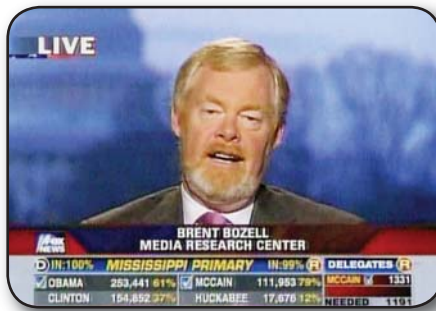 LIVE
BRENT BOZELL
MEDIA RESEARCH CENTER
FOX
NEWS
D IN:100% MISSISSIPPI PRIMARY IN:99% R DELEGATES R
OBAMA 253,441 61% MCCAIN 111,953 79% MCCAIN 1331
CLINTON 154,852 37% HUCKABEE 17,676 12% NEEDED 1191